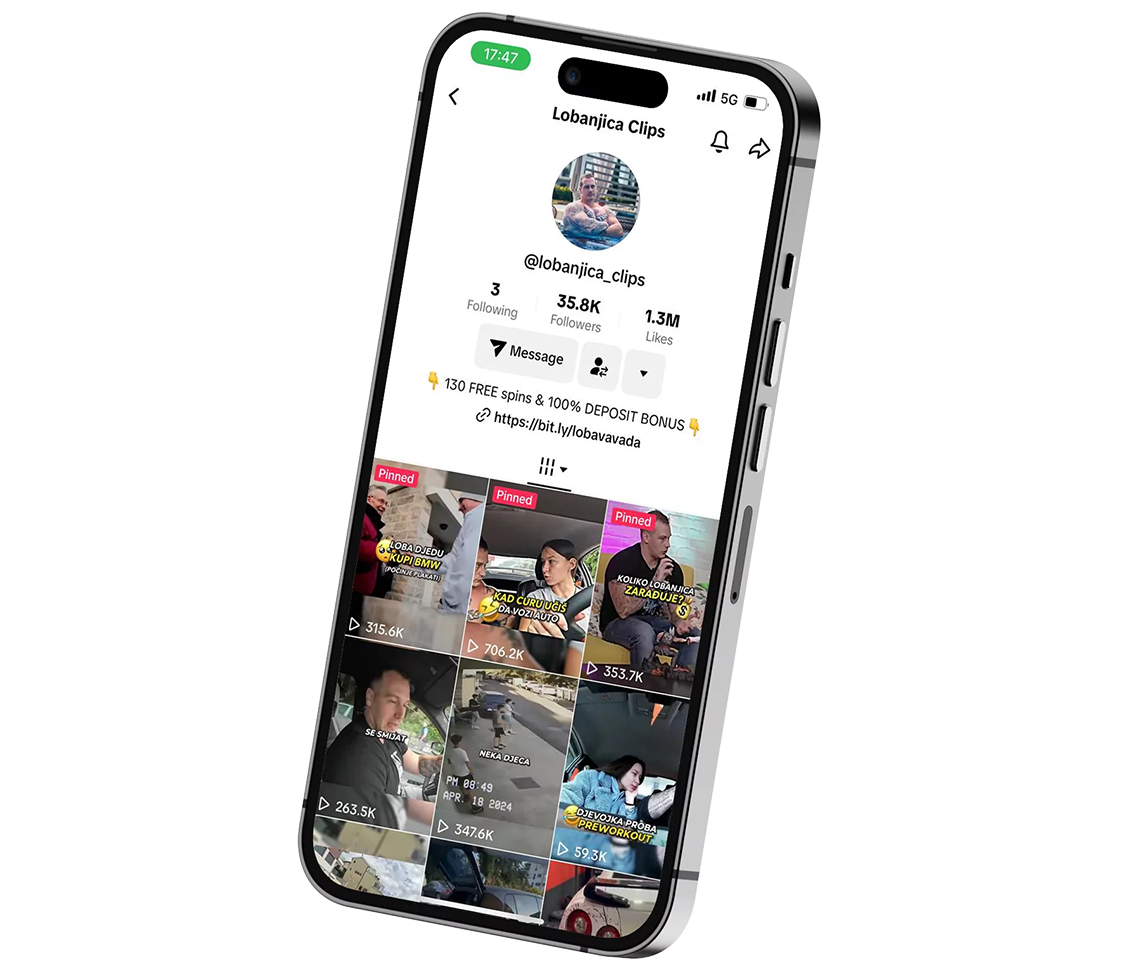 17:47
5G
Lobanjica Clips
@lobanjica_clips
3
Following
35.8K
Followers
1.3M
Likes
Message
👇 130 FREE spins & 100% DEPOSIT BONUS 👇
https://bit.ly/lobavavada
Pinned
LOBA DJEDU
KUPI BMW
(POČINJE PLAKATI)
315.6K
Pinned
KAD CURU UČIŠ
DA VOZI AUTO
706.2K
Pinned
KOLIKO LOBANJICA
ZARAĐUJE?
353.7K
SE SMIJAT
263.5K
NEKA DJECA
PM 08:49
APR. 18 2024
347.6K
DJEVOJKA PROBA
PREWORKOUT
59.3K